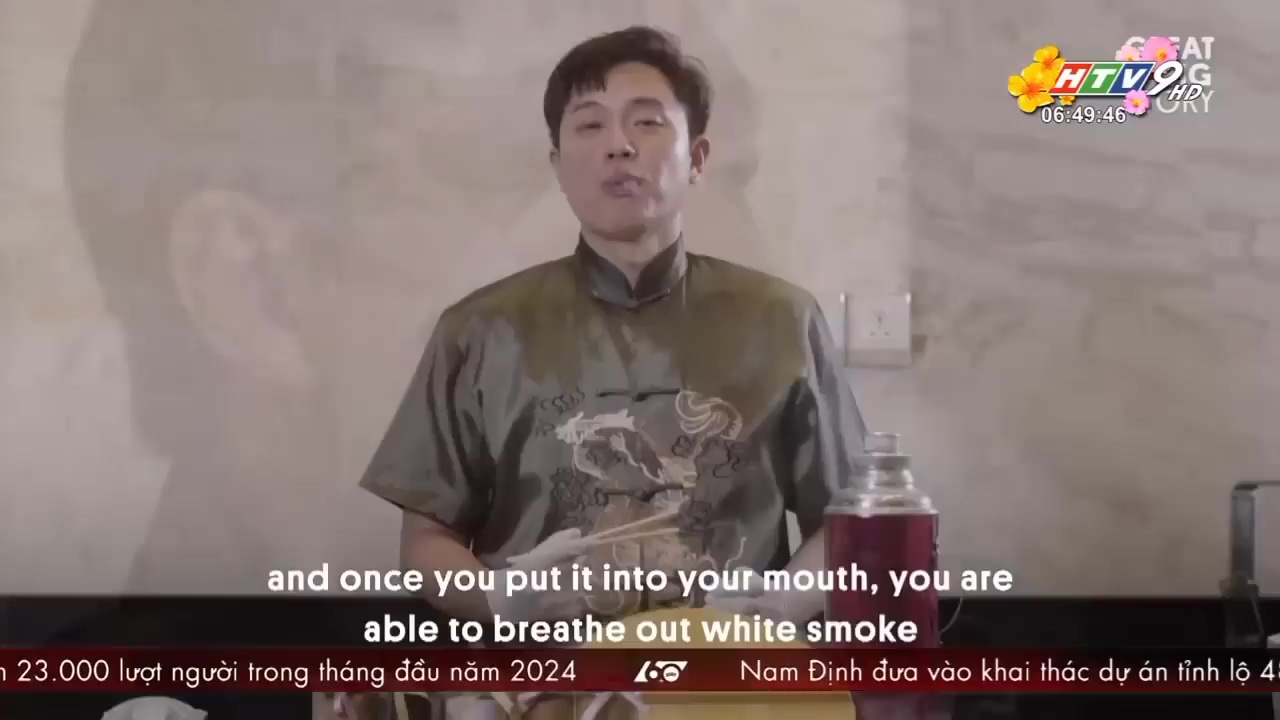 HTV9 HD
06:49:46
and once you put it into your mouth, you are
able to breathe out white smoke
23.000 lượt người trong tháng đầu năm 2024
60
Nam Định đưa vào khai thác dự án tỉnh lộ